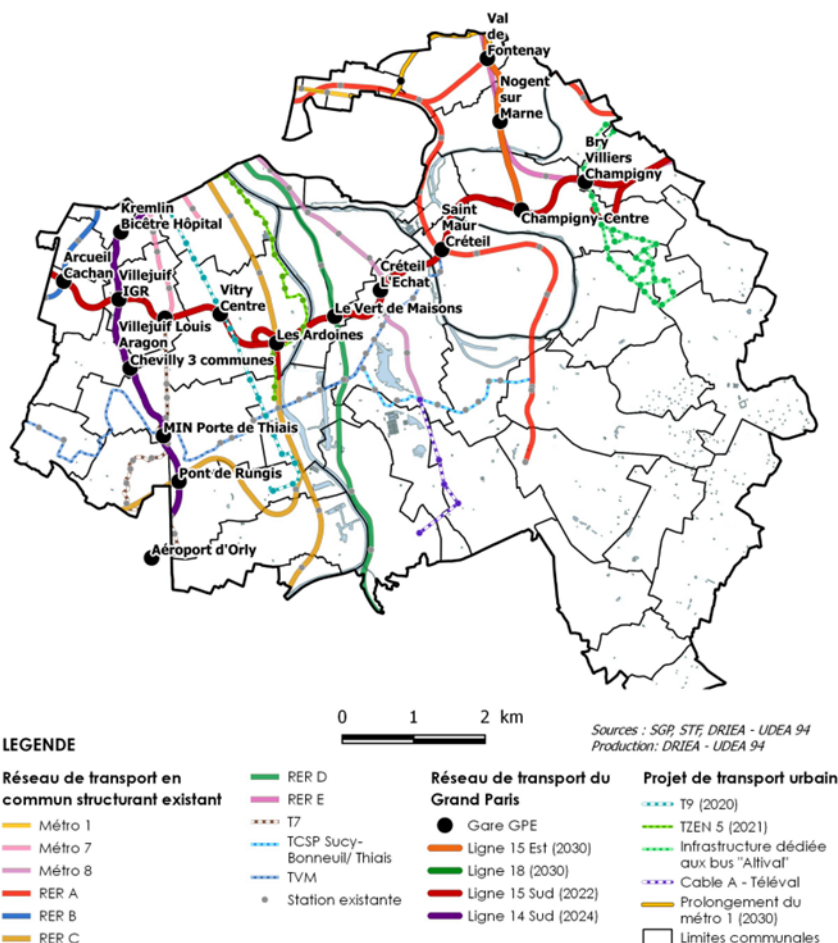 Val
de
Fontenay
Nogent
sur
Marne
Bry
Villiers
Champigny
Champigny-Centre
Saint
Maur
Créteil
Créteil
L'Echat
Le Vert de Maisons
Les Ardoines
Vitry
Centre
Kremlin
Bicêtre Hôpital
Arcueil
Cachan
Villejuif
IGR
Villejuif Louis
Aragon
Chevilly 3 communes
MIN Porte de Thiais
Pont de Rungis
Aéroport d'Orly
0 1 2 km
Sources : SGP, STF, DRIEA - UDEA 94
Production: DRIEA - UDEA 94
LEGENDE
Réseau de transport en
commun structurant existant
Métro 1
Métro 7
Métro 8
RER A
RER B
RER C
RER D
RER E
T7
TCSP Sucy-
Bonneuil/ Thiais
TVM
Station existante
Réseau de transport du
Grand Paris
Gare GPE
Ligne 15 Est (2030)
Ligne 18 (2030)
Ligne 15 Sud (2022)
Ligne 14 Sud (2024)
Projet de transport urbain
T9 (2020)
TZEN 5 (2021)
Infrastructure dédiée
aux bus "Altival"
Cable A - Téléval
Prolongement du
métro 1 (2030)
Limites communales